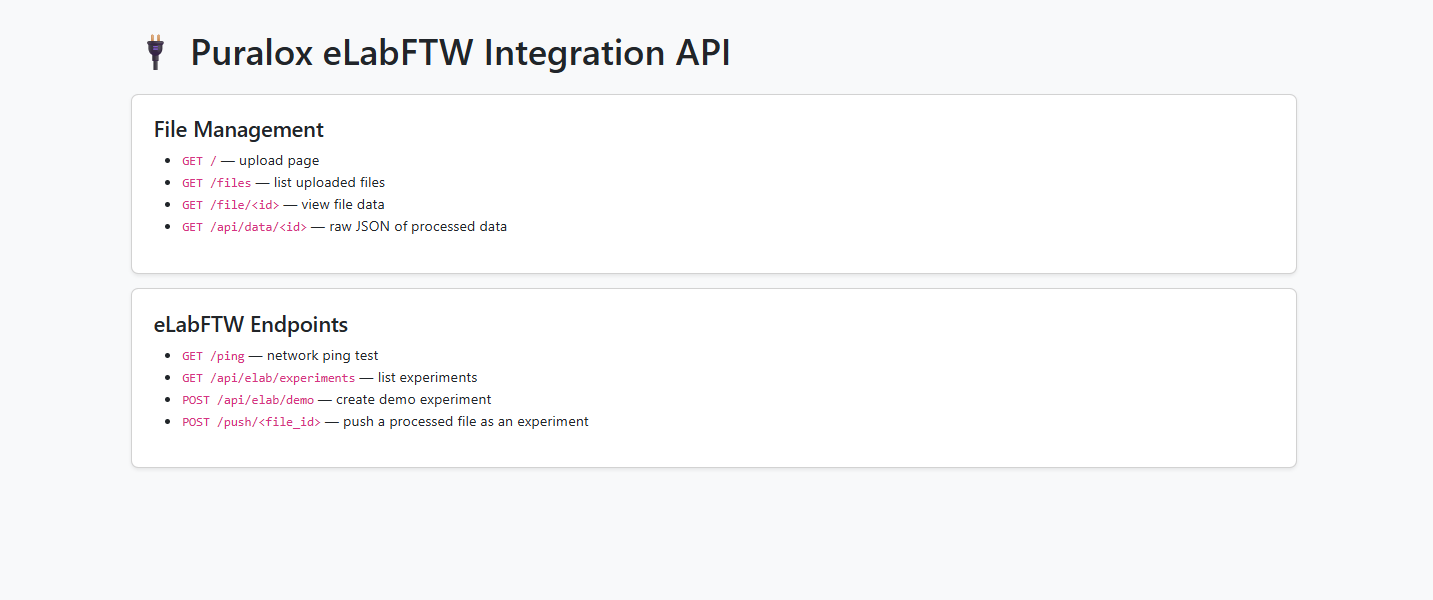 Puralox eLabFTW Integration API
File Management
• GET / — upload page
• GET /files — list uploaded files
• GET /file/<id> — view file data
• GET /api/data/<id> — raw JSON of processed data
eLabFTW Endpoints
• GET /ping — network ping test
• GET /api/elab/experiments — list experiments
• POST /api/elab/demo — create demo experiment
• POST /push/<file_id> — push a processed file as an experiment